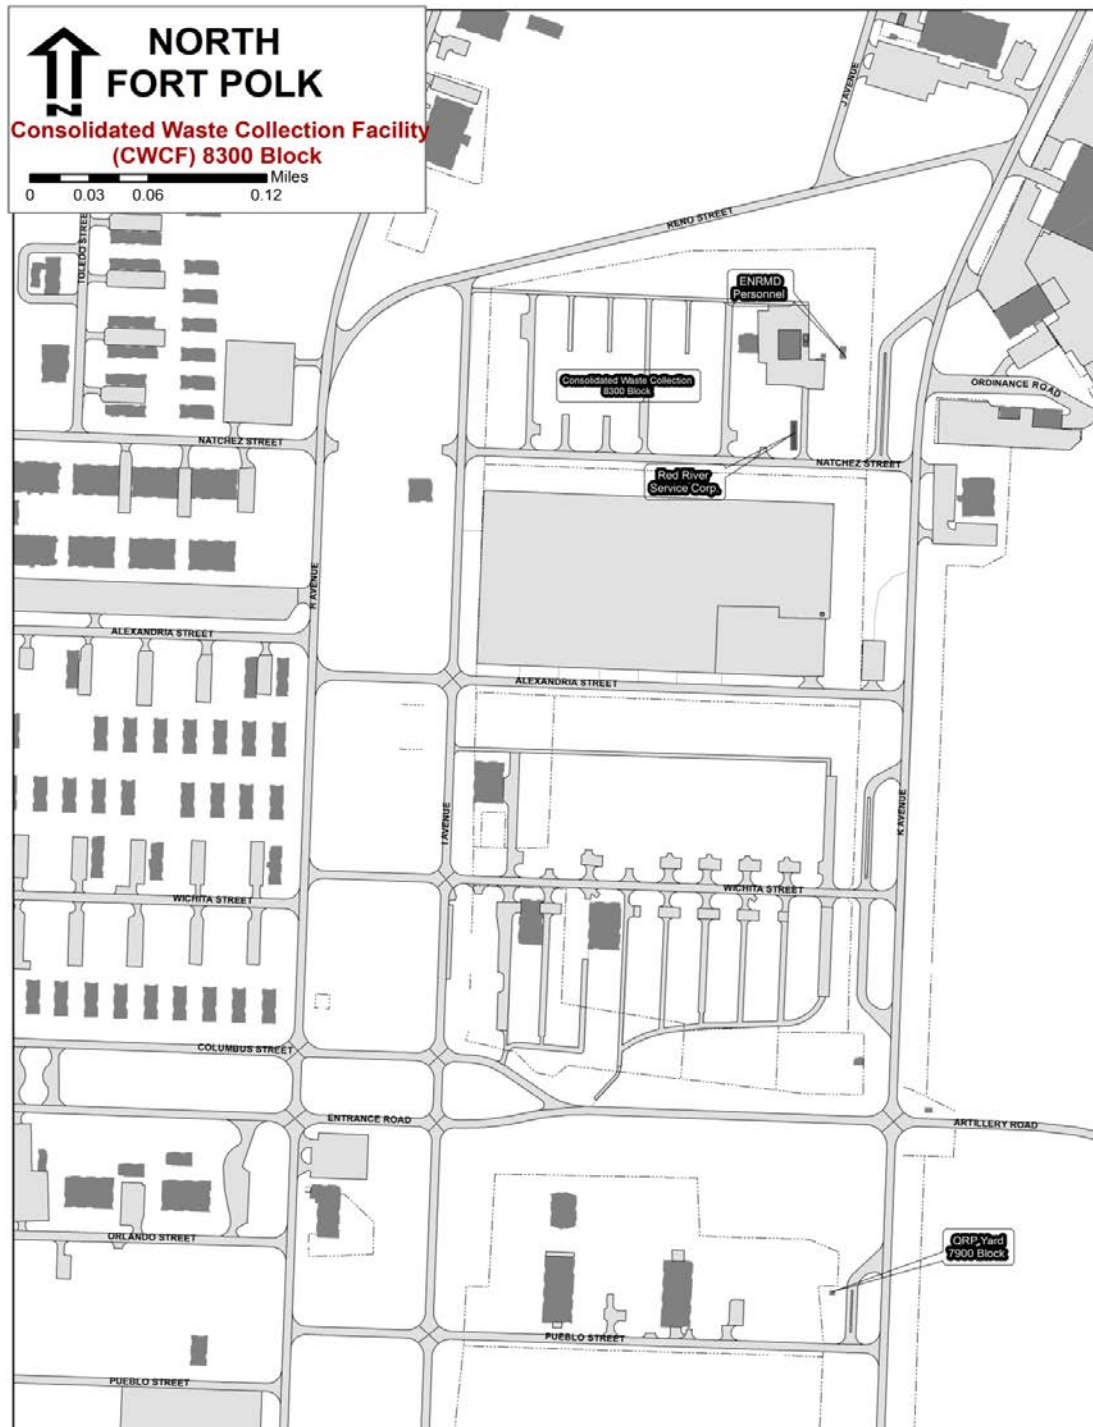 NORTH
FORT POLK
Consolidated Waste Collection Facility
(CWCF) 8300 Block
Miles
0 0.03 0.06 0.12
N
J AVENUE
RENO STREET
TOLEDO STREET
ENRMD
Personnel
Consolidated Waste Collection
8300 Block
ORDINANCE ROAD
NATCHEZ STREET
NATCHEZ STREET
Red River
Service Corp.
H AVENUE
ALEXANDRIA STREET
ALEXANDRIA STREET
I AVENUE
K AVENUE
WICHITA STREET
WICHITA STREET
COLUMBUS STREET
ENTRANCE ROAD
ARTILLERY ROAD
ORLANDO STREET
QRP Yard
7900 Block
PUEBLO STREET
PUEBLO STREET